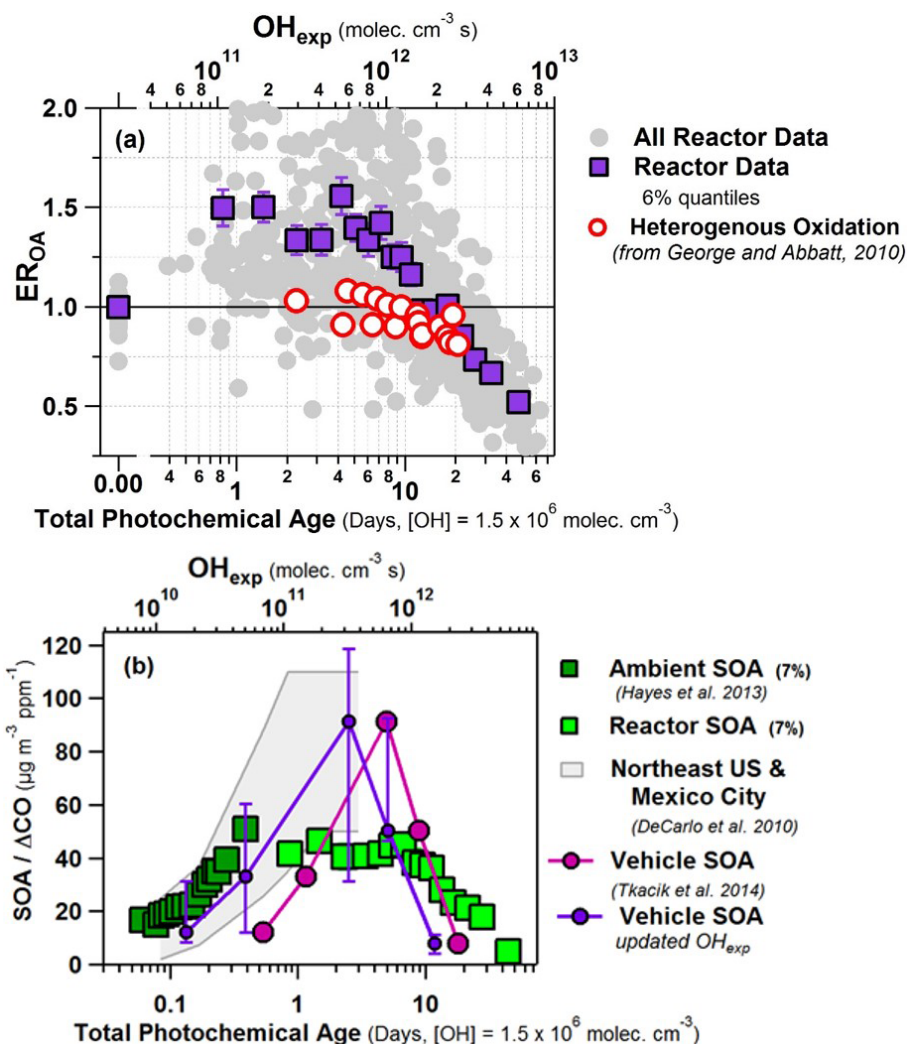 OHexp (molec. cm-3 s)
10^11 10^12 10^13
4 6 8 2 4 6 8 2 4 6 8
(a)
ER_OA
2.0
1.5
1.0
0.5
0.00
4 6 8 1 2 4 6 8 10 2 4 6
Total Photochemical Age (Days, [OH] = 1.5 x 10^6 molec. cm-3)
All Reactor Data
Reactor Data
6% quantiles
Heterogenous Oxidation
(from George and Abbatt, 2010)
OHexp (molec. cm-3 s)
10^10 10^11 10^12
(b)
SOA / ΔCO (µg m-3 ppm-1)
120
100
80
60
40
20
0
0.1 1 10
Total Photochemical Age (Days, [OH] = 1.5 x 10^6 molec. cm-3)
Ambient SOA (7%)
(Hayes et al. 2013)
Reactor SOA (7%)
Northeast US &
Mexico City
(DeCarlo et al. 2010)
Vehicle SOA
(Tkacik et al. 2014)
Vehicle SOA
updated OHexp